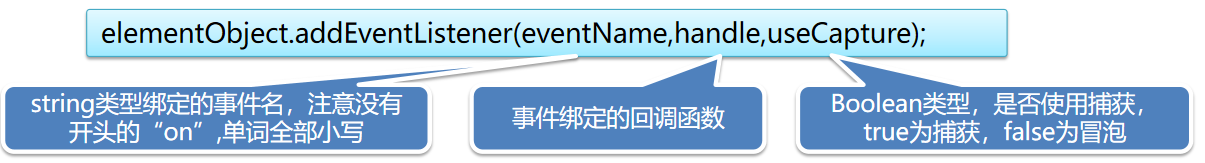 elementObject.addEventListener(eventName,handle,useCapture);
string类型绑定的事件名，注意没有
开头的“on”,单词全部小写
事件绑定的回调函数
Boolean类型，是否使用捕获，
true为捕获，false为冒泡